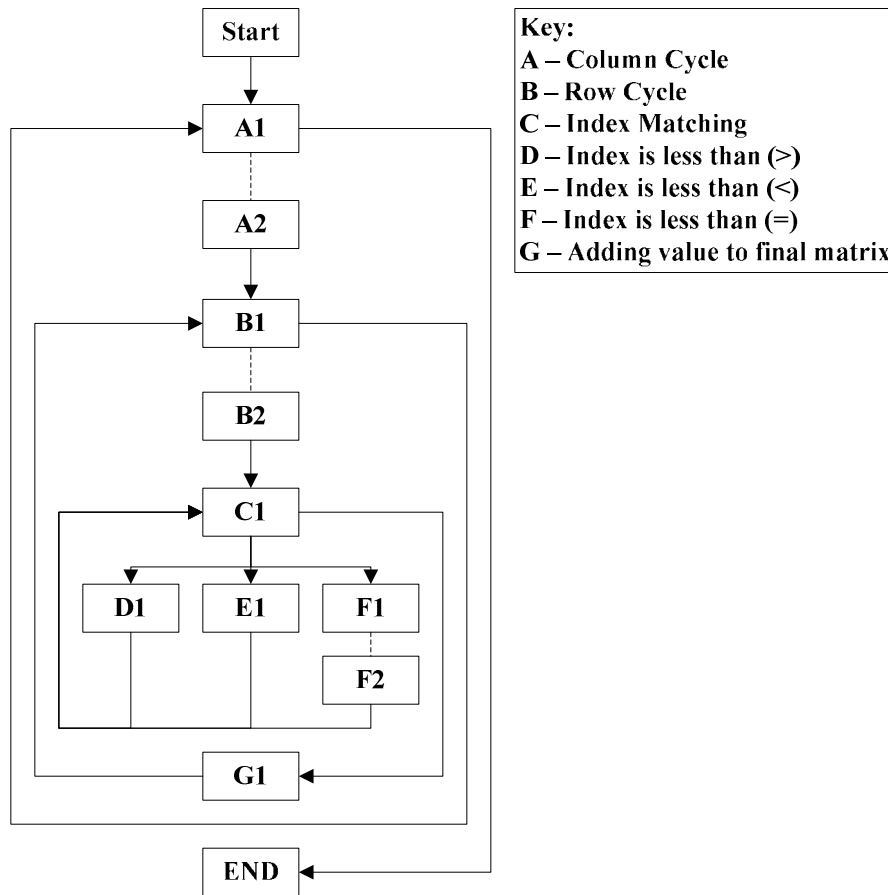 Start
A1
A2
B1
B2
C1
D1 E1 F1
F2
G1
END
Key:
A – Column Cycle
B – Row Cycle
C – Index Matching
D – Index is less than (>)
E – Index is less than (<)
F – Index is less than (=)
G – Adding value to final matrix